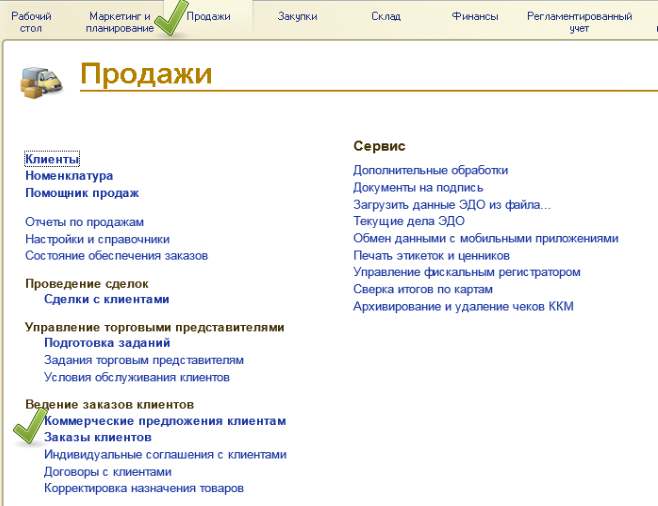 Рабочий стол
Маркетинг и планирование
Продажи
Закупки
Склад
Финансы
Регламентированный учет
Продажи
Клиенты
Номенклатура
Помощник продаж
Отчеты по продажам
Настройки и справочники
Состояние обеспечения заказов
Проведение сделок
Сделки с клиентами
Управление торговыми представителями
Подготовка заданий
Задания торговым представителям
Условия обслуживания клиентов
Ведение заказов клиентов
Коммерческие предложения клиентам
Заказы клиентов
Индивидуальные соглашения с клиентами
Договоры с клиентами
Корректировка назначения товаров
Сервис
Дополнительные обработки
Документы на подпись
Загрузить данные ЭДО из файла...
Текущие дела ЭДО
Обмен данными с мобильными приложениями
Печать этикеток и ценников
Управление фискальным регистратором
Сверка итогов по картам
Архивирование и удаление чеков ККМ